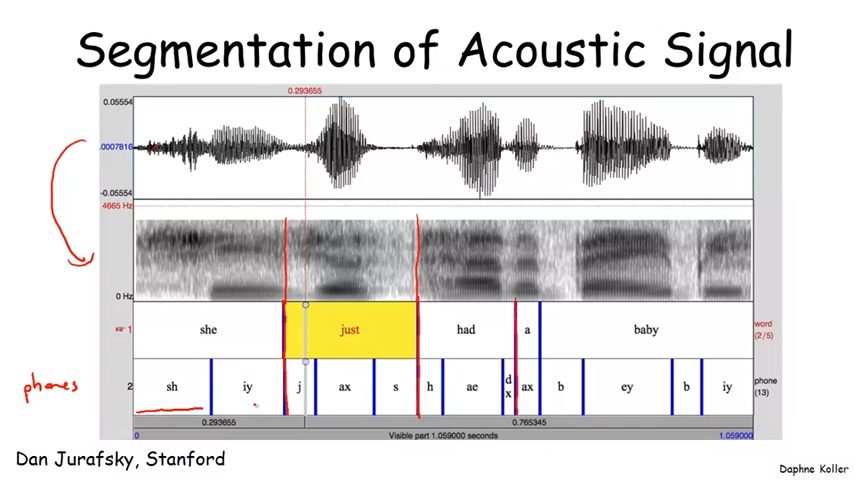 Segmentation of Acoustic Signal
0.293655
0.05554
.0007816
-0.05554
4665 Hz
0 Hz
1 she just had a baby word (2/5)
phones 2 sh iy j ax s h ae dx ax b ey b iy phone (13)
0.293655 0.765345
0 Visible part 1.059000 seconds 1.059000
Dan Jurafsky, Stanford
Daphne Koller